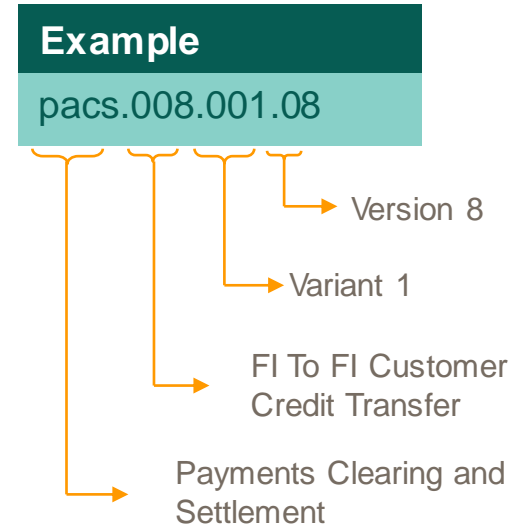 Example
pacs.008.001.08
Version 8
Variant 1
FI To FI Customer
Credit Transfer
Payments Clearing and
Settlement